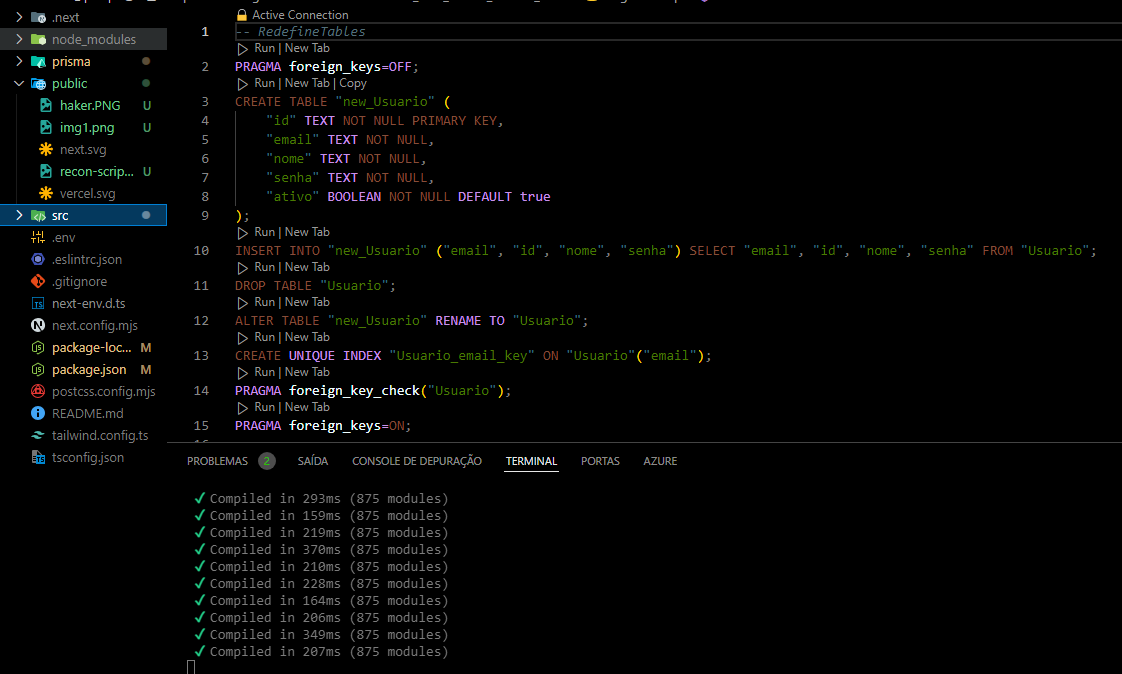 .next
node_modules
prisma
public
haker.PNG U
img1.png U
next.svg
recon-scrip... U
vercel.svg
src
.env
.eslintrc.json
.gitignore
next-env.d.ts
next.config.mjs
package-loc... M
package.json M
postcss.config.mjs
README.md
tailwind.config.ts
tsconfig.json
Active Connection
1 -- RedefineTables
Run | New Tab
2 PRAGMA foreign_keys=OFF;
Run | New Tab | Copy
3 CREATE TABLE "new_Usuario" (
4 "id" TEXT NOT NULL PRIMARY KEY,
5 "email" TEXT NOT NULL,
6 "nome" TEXT NOT NULL,
7 "senha" TEXT NOT NULL,
8 "ativo" BOOLEAN NOT NULL DEFAULT true
9 );
Run | New Tab
10 INSERT INTO "new_Usuario" ("email", "id", "nome", "senha") SELECT "email", "id", "nome", "senha" FROM "Usuario";
Run | New Tab
11 DROP TABLE "Usuario";
Run | New Tab
12 ALTER TABLE "new_Usuario" RENAME TO "Usuario";
Run | New Tab
13 CREATE UNIQUE INDEX "Usuario_email_key" ON "Usuario"("email");
Run | New Tab
14 PRAGMA foreign_key_check("Usuario");
Run | New Tab
15 PRAGMA foreign_keys=ON;
PROBLEMAS 2 SAÍDA CONSOLE DE DEPURAÇÃO TERMINAL PORTAS AZURE
✓ Compiled in 293ms (875 modules)
✓ Compiled in 159ms (875 modules)
✓ Compiled in 219ms (875 modules)
✓ Compiled in 370ms (875 modules)
✓ Compiled in 210ms (875 modules)
✓ Compiled in 228ms (875 modules)
✓ Compiled in 164ms (875 modules)
✓ Compiled in 206ms (875 modules)
✓ Compiled in 349ms (875 modules)
✓ Compiled in 207ms (875 modules)